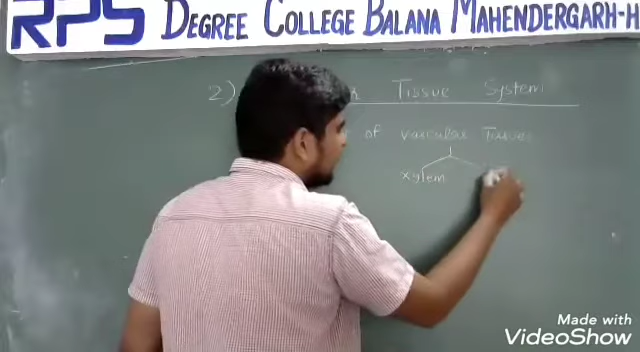 RPS DEGREE COLLEGE BALANA MAHENDERGARH-H
2) Tissue System
of vascular Tissues
xylem
Made with
VideoShow